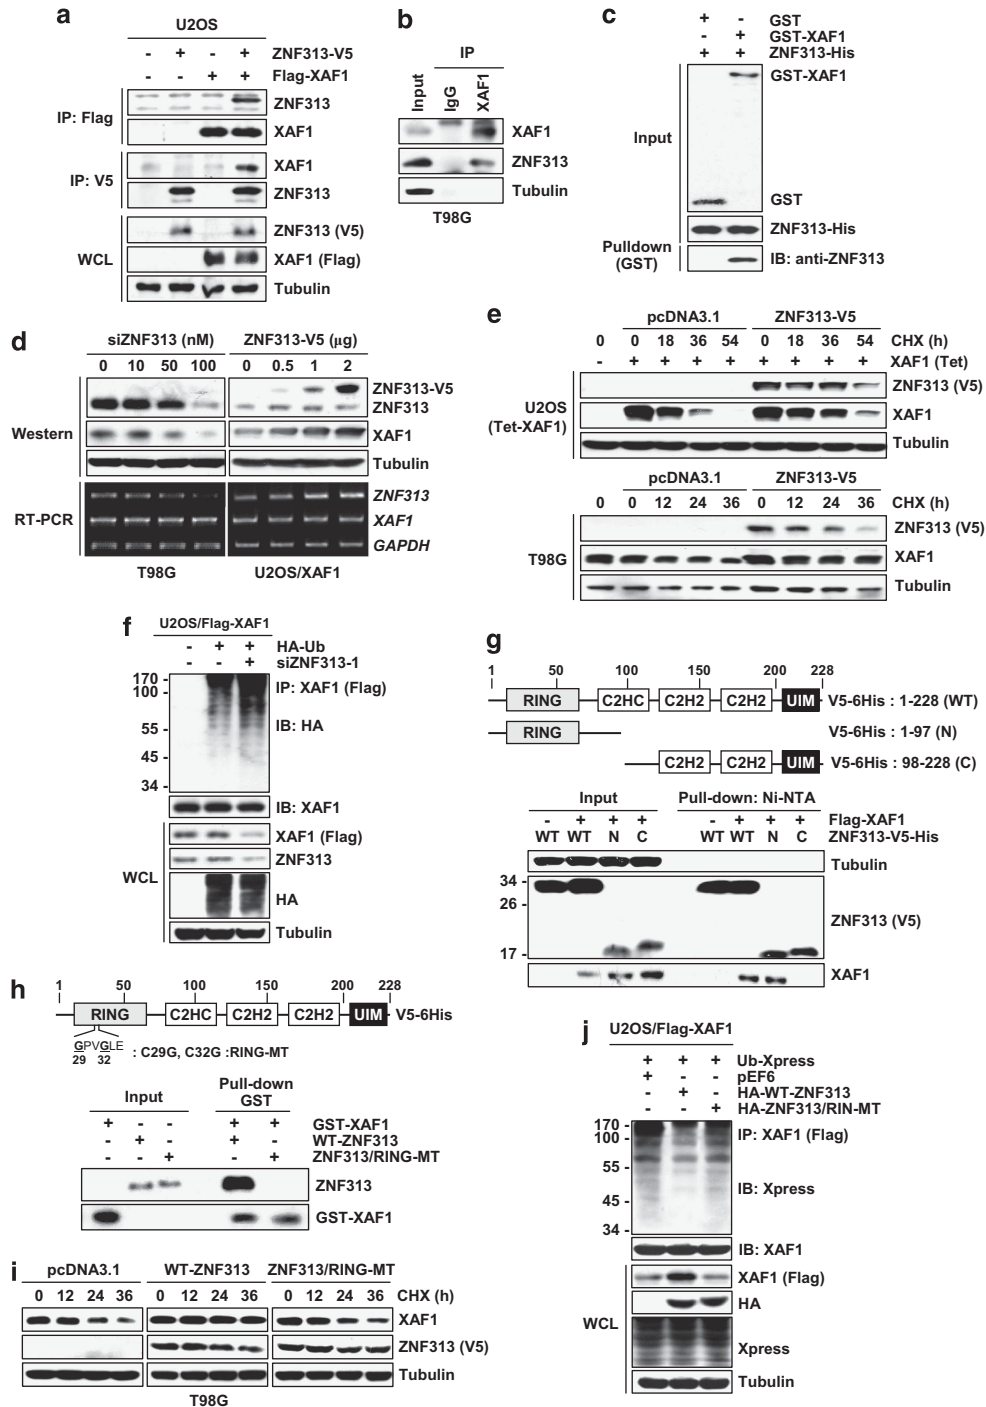 a
U2OS
- + - + ZNF313-V5
- - + + Flag-XAF1
IP: Flag
ZNF313
XAF1
IP: V5
XAF1
ZNF313
WCL
ZNF313 (V5)
XAF1 (Flag)
Tubulin
b
IP
Input IgG XAF1
XAF1
ZNF313
Tubulin
T98G
c
+ - GST
- + GST-XAF1
+ + ZNF313-His
Input
GST-XAF1
GST
ZNF313-His
Pulldown
(GST)
IB: anti-ZNF313
d
siZNF313 (nM) ZNF313-V5 (μg)
0 10 50 100 0 0.5 1 2
Western
ZNF313-V5
ZNF313
XAF1
Tubulin
RT-PCR
ZNF313
XAF1
GAPDH
T98G U2OS/XAF1
e
pcDNA3.1 ZNF313-V5
0 0 18 36 54 0 18 36 54 CHX (h)
- + + + + + + + + XAF1 (Tet)
U2OS
(Tet-XAF1)
ZNF313 (V5)
XAF1
Tubulin
pcDNA3.1 ZNF313-V5
0 0 12 24 36 0 12 24 36 CHX (h)
T98G
ZNF313 (V5)
XAF1
Tubulin
f
U2OS/Flag-XAF1
- + + HA-Ub
- - + siZNF313-1
170 -
100 -
55 -
45 -
34 -
IP: XAF1 (Flag)
IB: HA
IB: XAF1
WCL
XAF1 (Flag)
ZNF313
HA
Tubulin
g
1 50 100 150 200 228
RING C2HC C2H2 C2H2 UIM V5-6His : 1-228 (WT)
RING V5-6His : 1-97 (N)
C2H2 C2H2 UIM V5-6His : 98-228 (C)
Input Pull-down: Ni-NTA
- + + + - + + + Flag-XAF1
WT WT N C WT WT N C ZNF313-V5-His
Tubulin
34 -
26 -
17 -
ZNF313 (V5)
XAF1
h
1 50 100 150 200 228
RING C2HC C2H2 C2H2 UIM V5-6His
GPVGLE
29 32
: C29G, C32G :RING-MT
Input
Pull-down
GST
+ - - + + GST-XAF1
- + - + - WT-ZNF313
- - + - + ZNF313/RING-MT
ZNF313
GST-XAF1
i
pcDNA3.1 WT-ZNF313 ZNF313/RING-MT
0 12 24 36 0 12 24 36 0 12 24 36 CHX (h)
XAF1
ZNF313 (V5)
Tubulin
T98G
j
U2OS/Flag-XAF1
+ + + Ub-Xpress
+ - - pEF6
- + - HA-WT-ZNF313
- - + HA-ZNF313/RIN-MT
170 -
100 -
55 -
45 -
34 -
IP: XAF1 (Flag)
IB: Xpress
IB: XAF1
WCL
XAF1 (Flag)
HA
Xpress
Tubulin